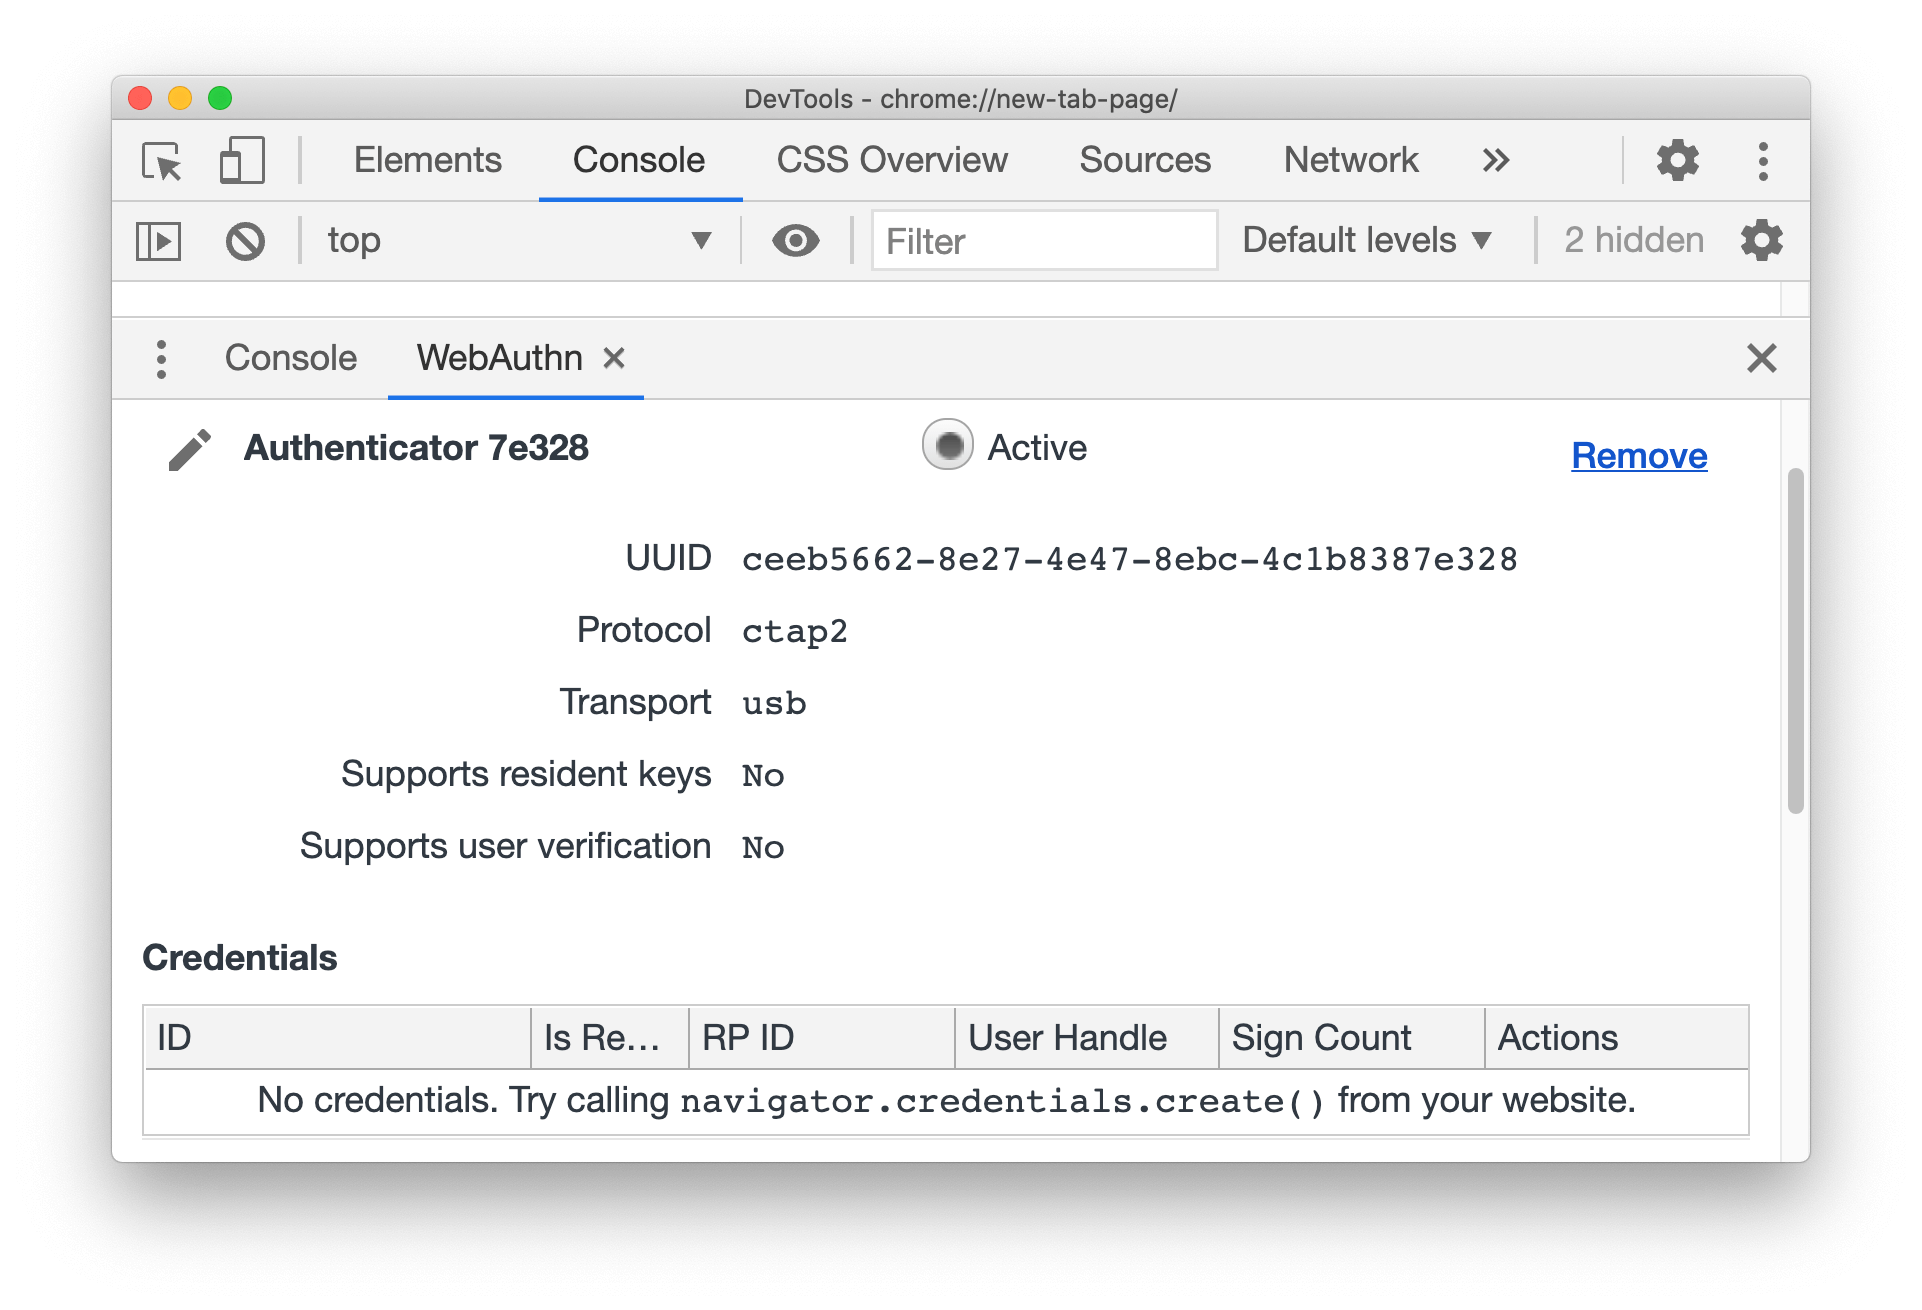 DevTools - chrome://new-tab-page/
Elements Console CSS Overview Sources Network »
top Filter Default levels 2 hidden
Console WebAuthn
Authenticator 7e328 Active Remove
UUID ceeb5662-8e27-4e47-8ebc-4c1b8387e328
Protocol ctap2
Transport usb
Supports resident keys No
Supports user verification No
Credentials
ID Is Re... RP ID User Handle Sign Count Actions
No credentials. Try calling navigator.credentials.create() from your website.